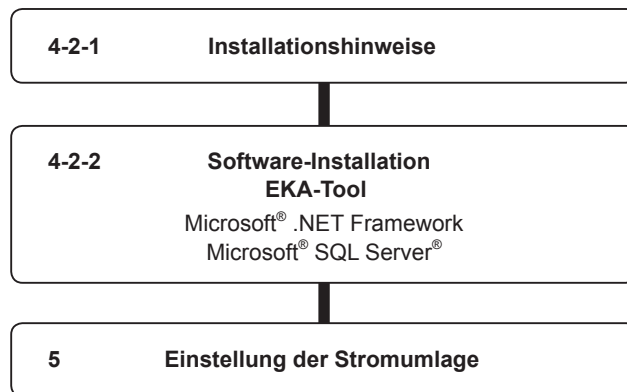 4-2-1 Installationshinweise
4-2-2 Software-Installation
EKA-Tool
Microsoft® .NET Framework
Microsoft® SQL Server®
5 Einstellung der Stromumlage